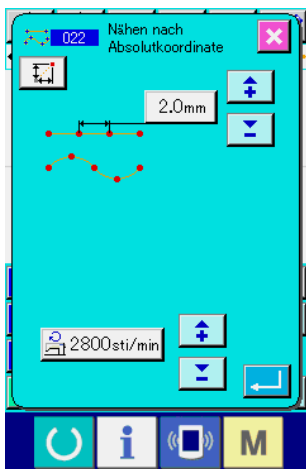 022 Nähen nach
Absolutkoordinate
2.0mm
2800sti/min
i M